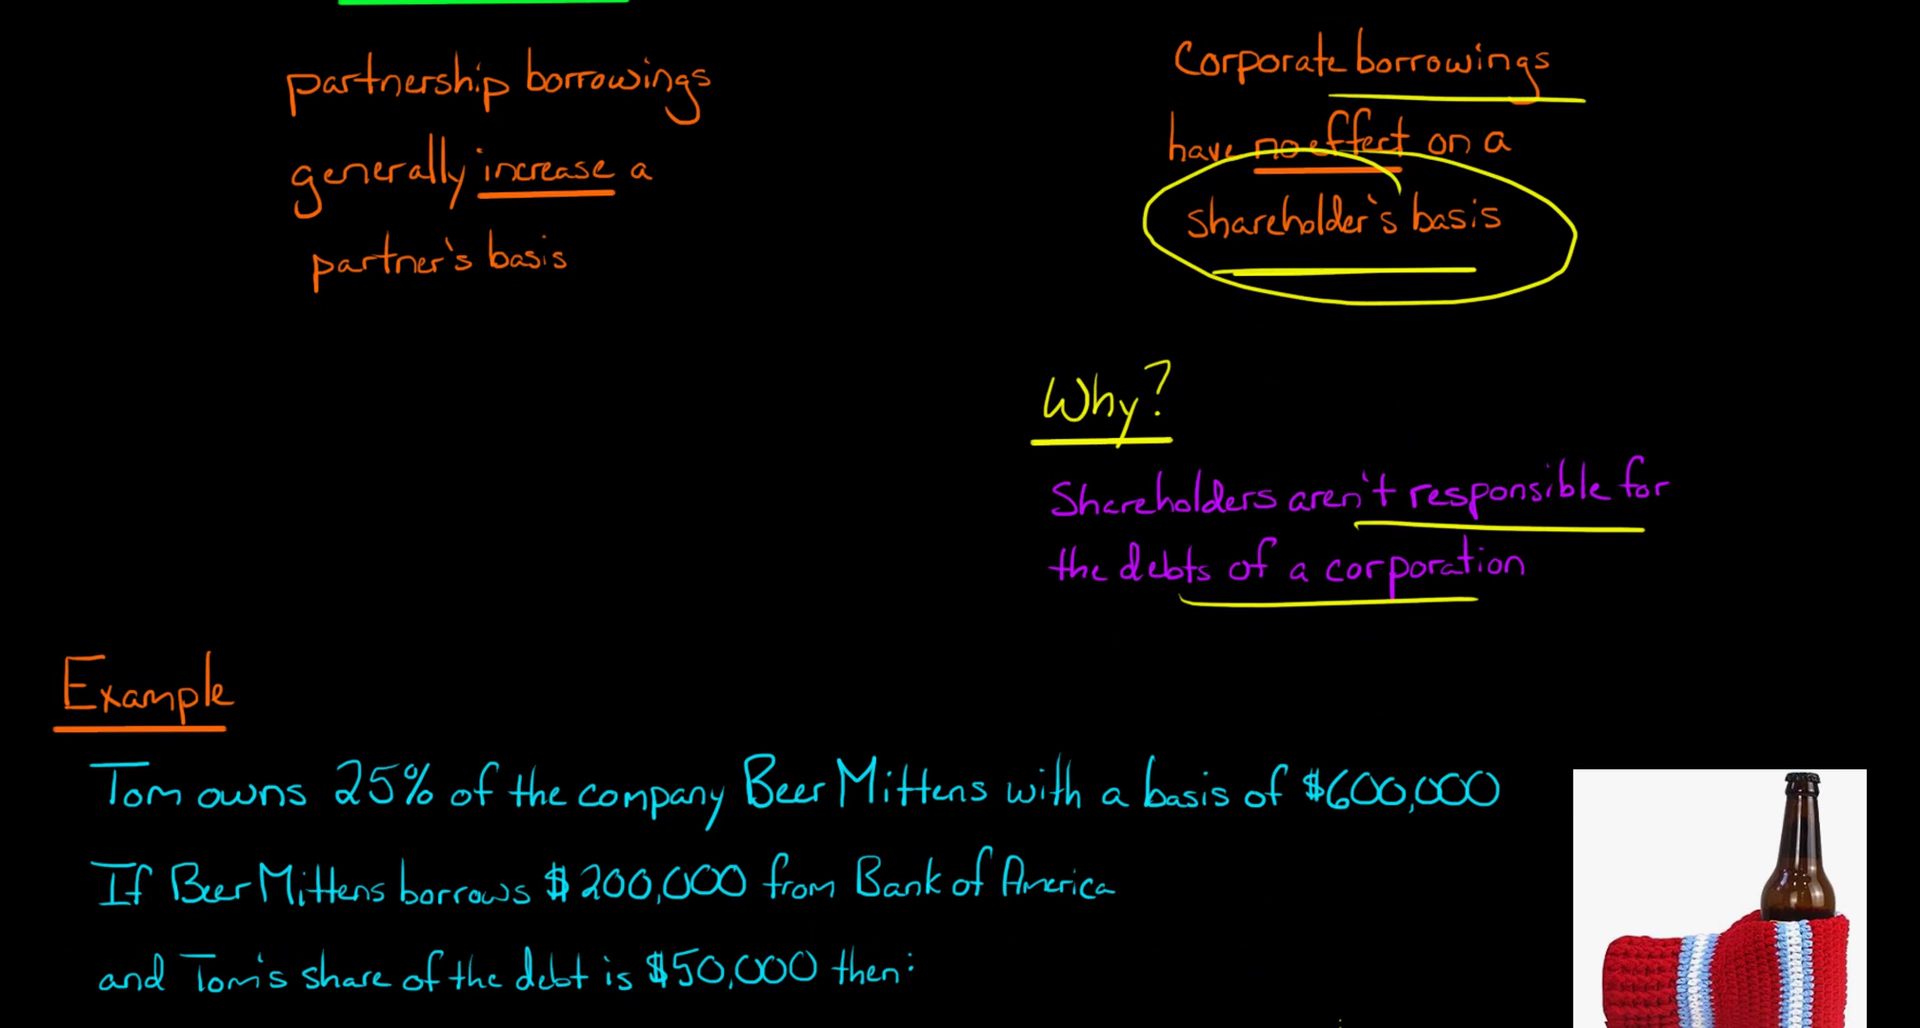 partnership borrowings
generally increase a
partner's basis
Corporate borrowings
have no effect on a
shareholder's basis
Why?
Shareholders aren't responsible for
the debts of a corporation
Example
Tom owns 25% of the company Beer Mittens with a basis of $600,000
If Beer Mittens borrows $200,000 from Bank of America
and Tom's share of the debt is $50,000 then: